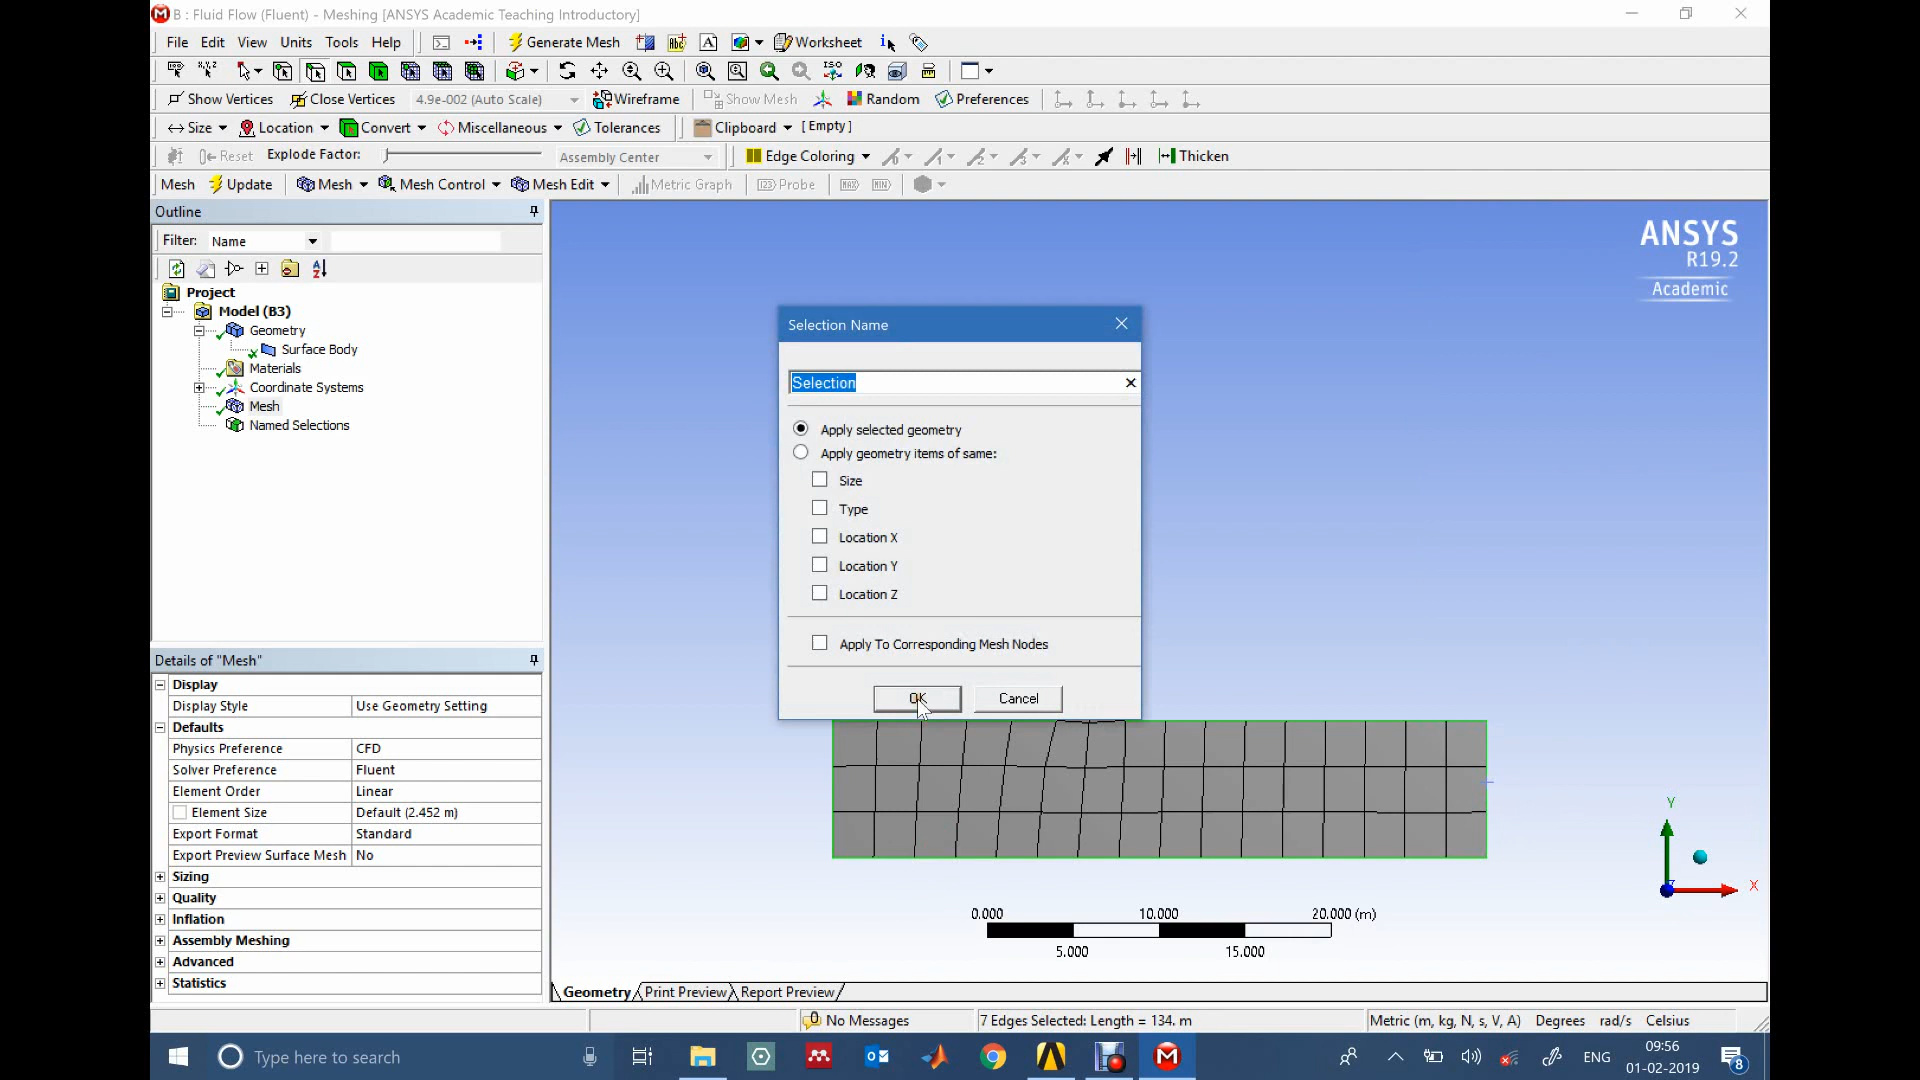 B : Fluid Flow (Fluent) - Meshing [ANSYS Academic Teaching Introductory]
File Edit View Units Tools Help Generate Mesh Worksheet
Show Vertices Close Vertices 4.9e-002 (Auto Scale) Wireframe Show Mesh Random Preferences
Size Location Convert Miscellaneous Tolerances Clipboard [ Empty ]
Reset Explode Factor: Assembly Center Edge Coloring Thicken
Mesh Update Mesh Mesh Control Mesh Edit Metric Graph Probe MAX MIN
Outline
Filter: Name
Project
Model (B3)
Geometry
Surface Body
Materials
Coordinate Systems
Mesh
Named Selections
Details of "Mesh"
Display
Display Style Use Geometry Setting
Defaults
Physics Preference CFD
Solver Preference Fluent
Element Order Linear
Element Size Default (2.452 m)
Export Format Standard
Export Preview Surface Mesh No
Sizing
Quality
Inflation
Assembly Meshing
Advanced
Statistics
ANSYS
R19.2
Academic
Selection Name
Selection
Apply selected geometry
Apply geometry items of same:
Size
Type
Location X
Location Y
Location Z
Apply To Corresponding Mesh Nodes
OK Cancel
Y
X
0.000 10.000 20.000 (m)
5.000 15.000
Geometry Print Preview Report Preview
No Messages 7 Edges Selected: Length = 134. m Metric (m, kg, N, s, V, A) Degrees rad/s Celsius
Type here to search
ENG
09:56
01-02-2019
8